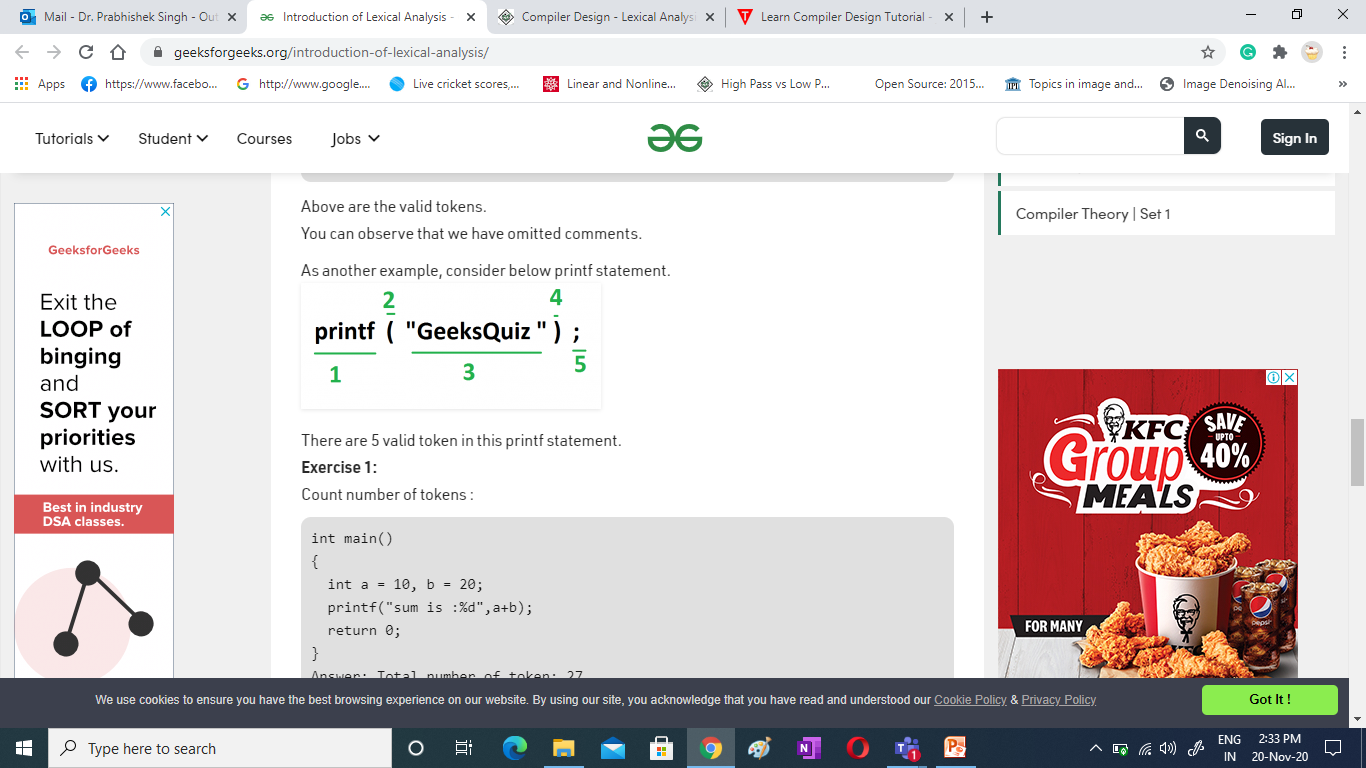 Mail - Dr. Prabhishek Singh - Out
Introduction of Lexical Analysis -
Compiler Design - Lexical Analys
Learn Compiler Design Tutorial -
geeksforgeeks.org/introduction-of-lexical-analysis/
Apps
https://www.facebo...
http://www.google....
Live cricket scores,...
Linear and Nonline...
High Pass vs Low P...
Open Source: 2015...
Topics in image and...
Image Denoising Al...
»
Tutorials
Student
Courses
Jobs
Sign In
GeeksforGeeks
Exit the
LOOP of
binging
and
SORT your
priorities
with us.
Best in industry
DSA classes.
Above are the valid tokens.
You can observe that we have omitted comments.
As another example, consider below printf statement.
2 4
printf ( "GeeksQuiz " ) ;
1 3 5
There are 5 valid token in this printf statement.
Exercise 1:
Count number of tokens :
int main()
{
int a = 10, b = 20;
printf("sum is :%d",a+b);
return 0;
}
Answer: Total number of token: 27
Compiler Theory | Set 1
KFC
Group
MEALS
SAVE
UPTO
40%
FOR MANY
pepsi
We use cookies to ensure you have the best browsing experience on our website. By using our site, you acknowledge that you have read and understood our Cookie Policy & Privacy Policy
Got It !
Type here to search
1
ENG
IN
2:33 PM
20-Nov-20